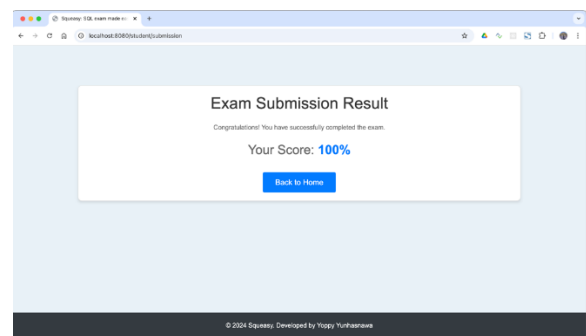 Squeasy: SQL exam made ea
localhost:8080/student/submission
Exam Submission Result
Congratulations! You have successfully completed the exam.
Your Score: 100%
Back to Home
© 2024 Squeasy. Developed by Yoppy Yunhasnawa